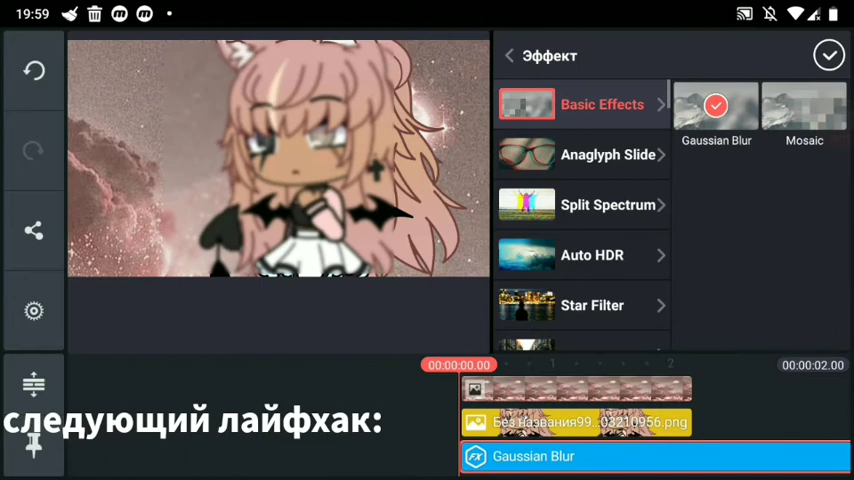 19:59
Эффект
Basic Effects
Gaussian Blur
Mosaic
Anaglyph Slide
Split Spectrum
Auto HDR
Star Filter
00:00:00.00
1
2
00:00:02.00
следующий лайфхак:
Без названия99...03210956.png
Gaussian Blur